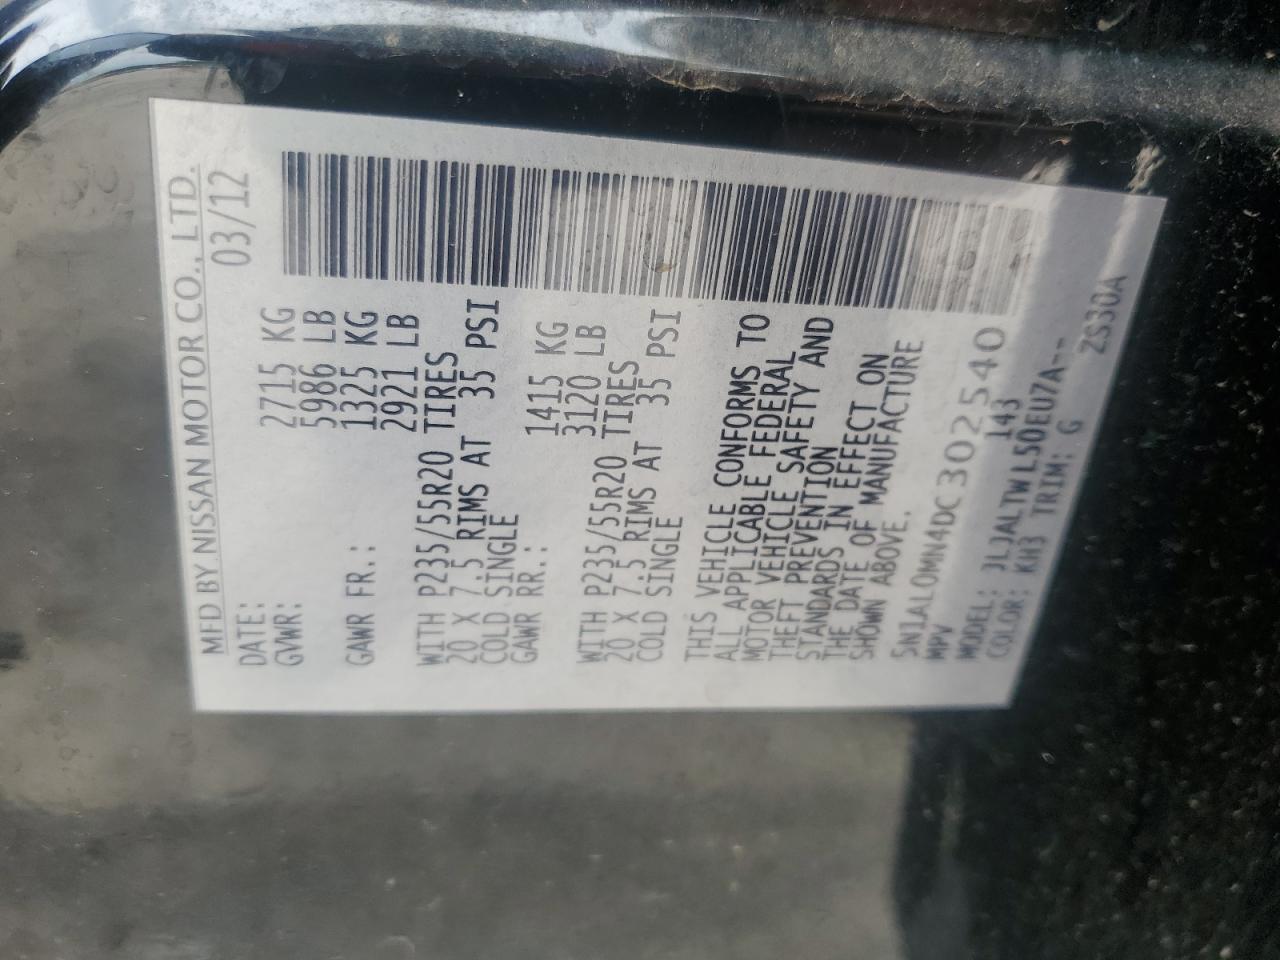 MFD BY NISSAN MOTOR CO., LTD.
DATE: 03/12
GVWR: 2715 KG
5986 LB
GAWR FR.: 1325 KG
2921 LB
WITH P235/55R20 TIRES
20 X 7.5 RIMS AT 35 PSI
COLD SINGLE
GAWR RR.: 1415 KG
3120 LB
WITH P235/55R20 TIRES
20 X 7.5 RIMS AT 35 PSI
COLD SINGLE
THIS VEHICLE CONFORMS TO
ALL APPLICABLE FEDERAL
MOTOR VEHICLE SAFETY AND
THEFT PREVENTION
STANDARDS IN EFFECT ON
THE DATE OF MANUFACTURE
SHOWN ABOVE.
5N1AL0MN4DC302540
MPV 143
MODEL: JLJALTWL50EU7A--
COLOR: KH3 TRIM: G ZS30A